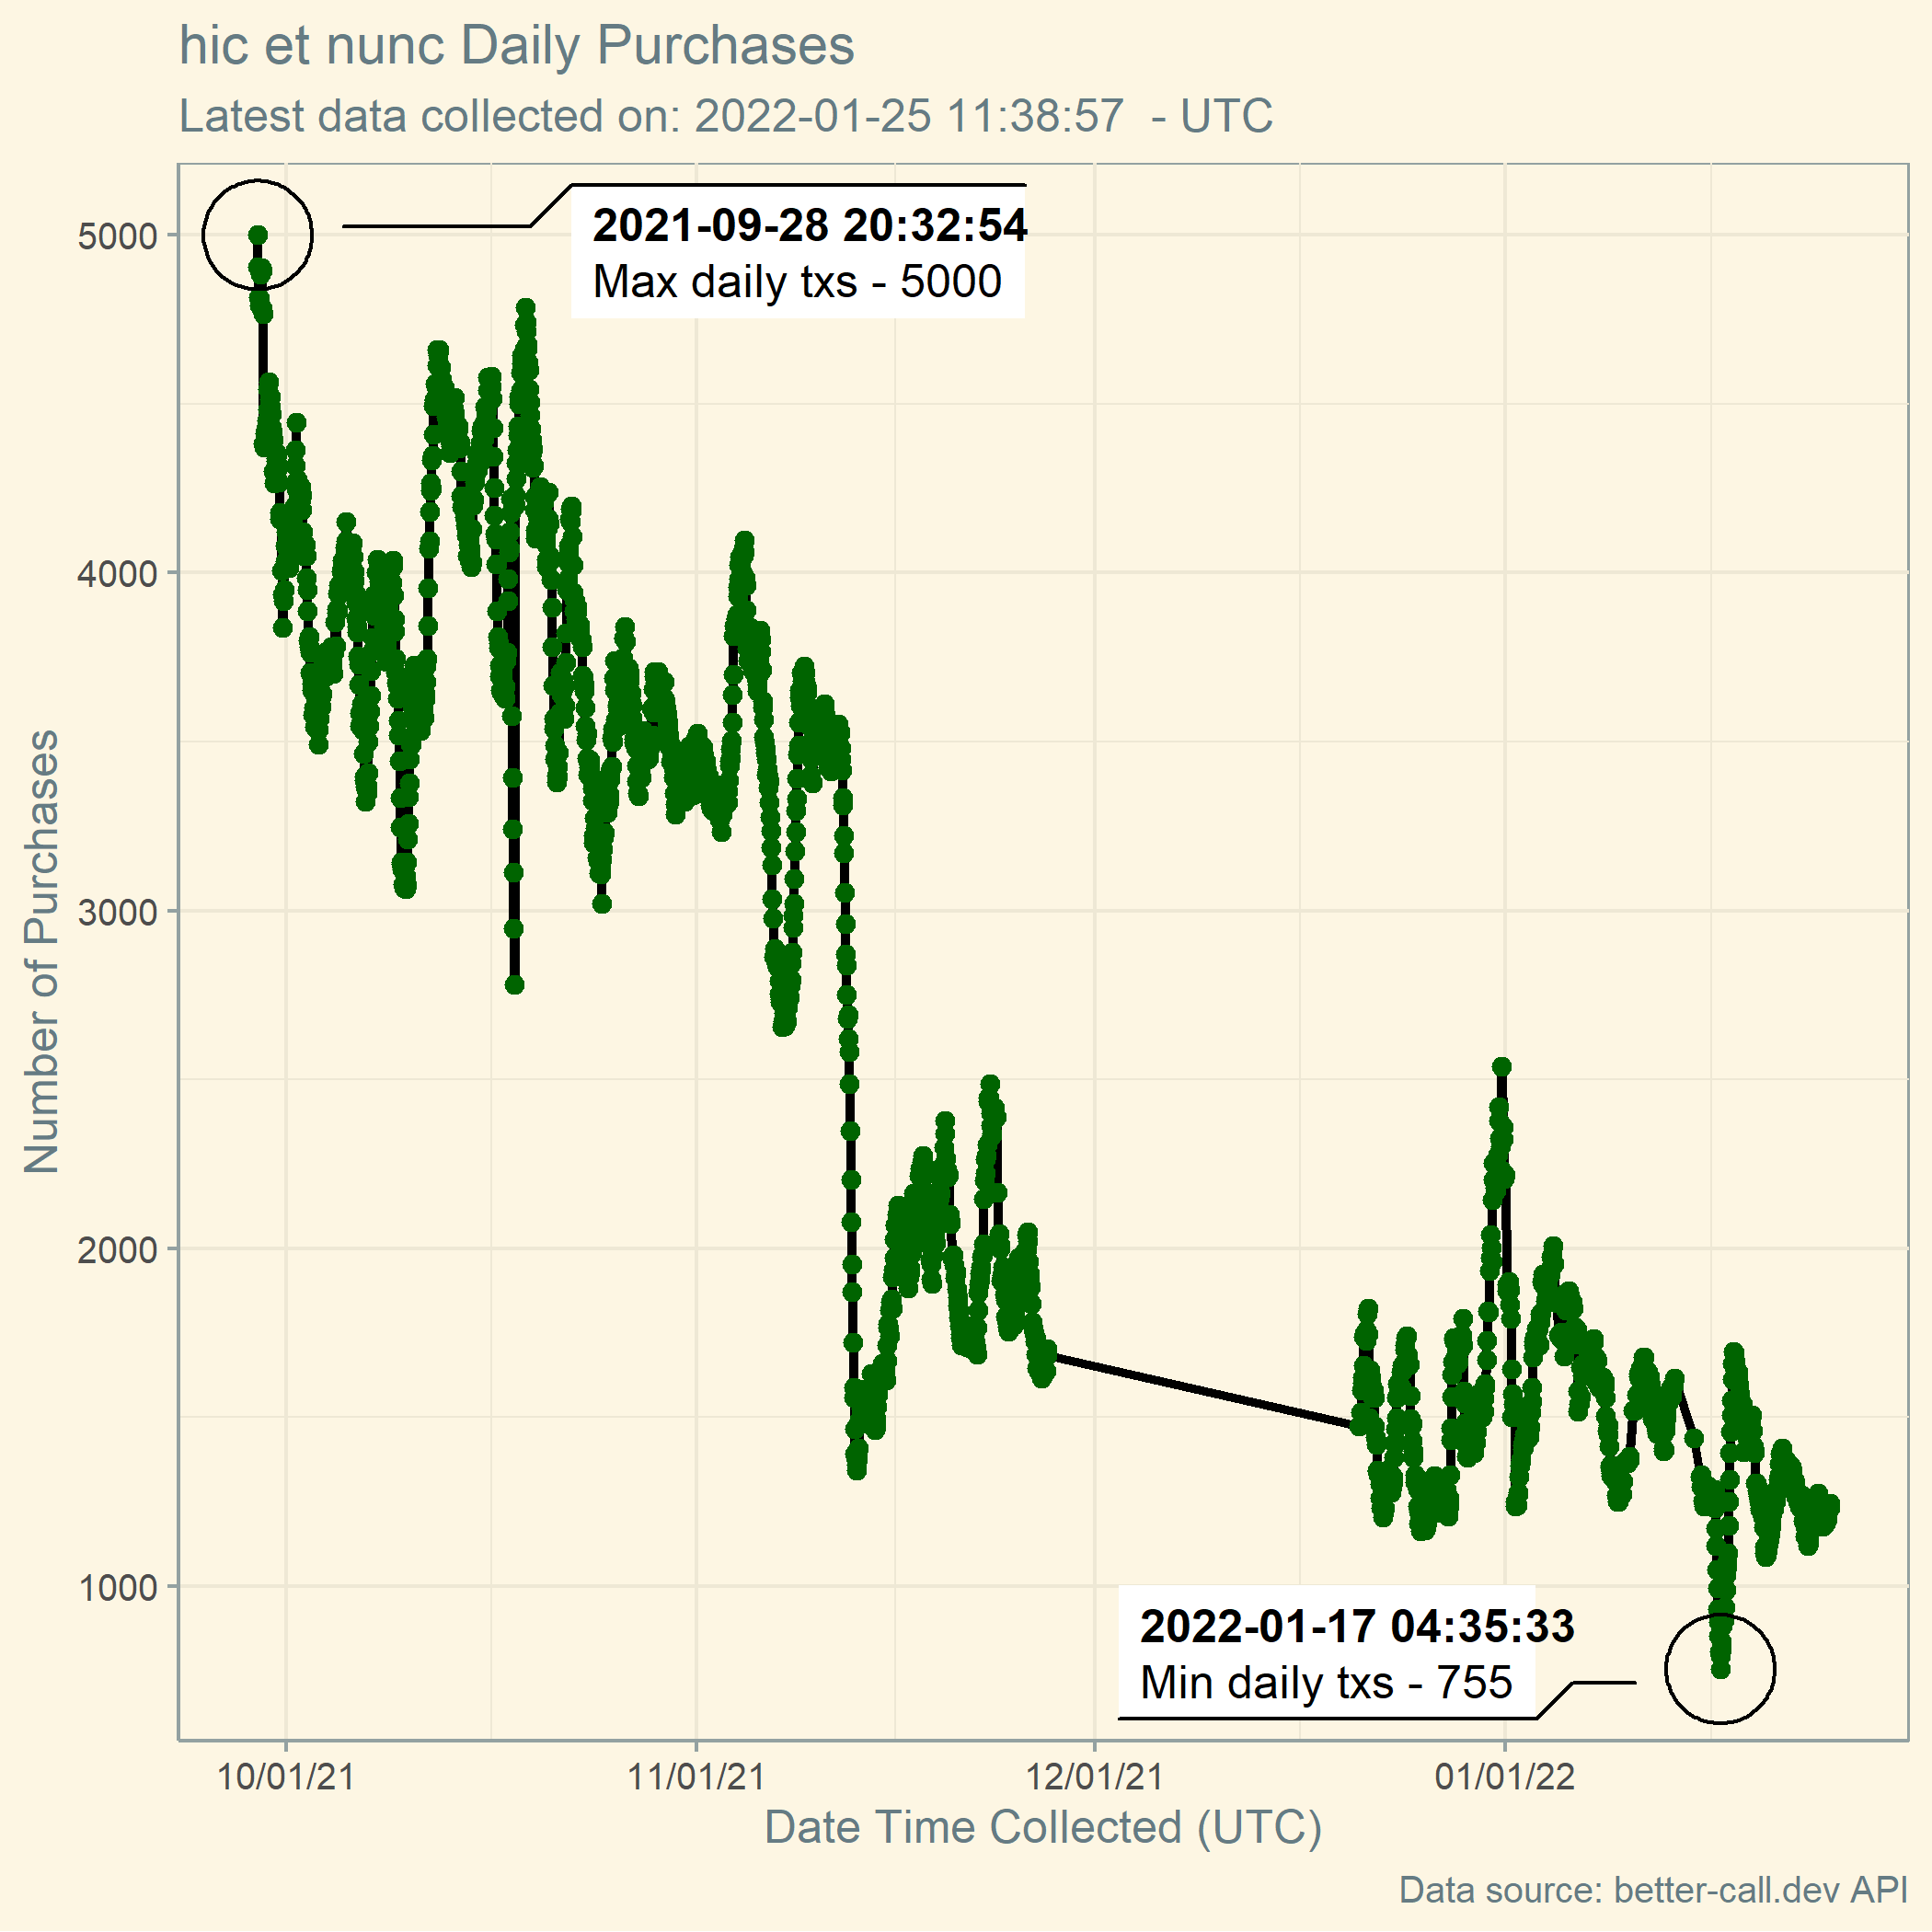 hic et nunc Daily Purchases
Latest data collected on: 2022-01-25 11:38:57  - UTC
2021-09-28 20:32:54
Max daily txs - 5000
5000
4000
3000
2000
1000
Number of Purchases
2022-01-17 04:35:33
Min daily txs - 755
10/01/21 11/01/21 12/01/21 01/01/22
Date Time Collected (UTC)
Data source: better-call.dev API